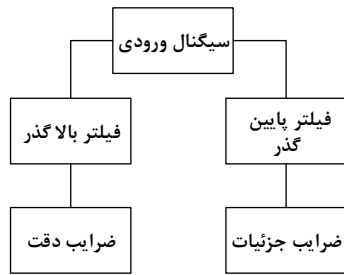 سیگنال ورودی
فیلتر پایین
گذر
فیلتر بالا گذر
ضرایب جزئیات
ضرایب دقت